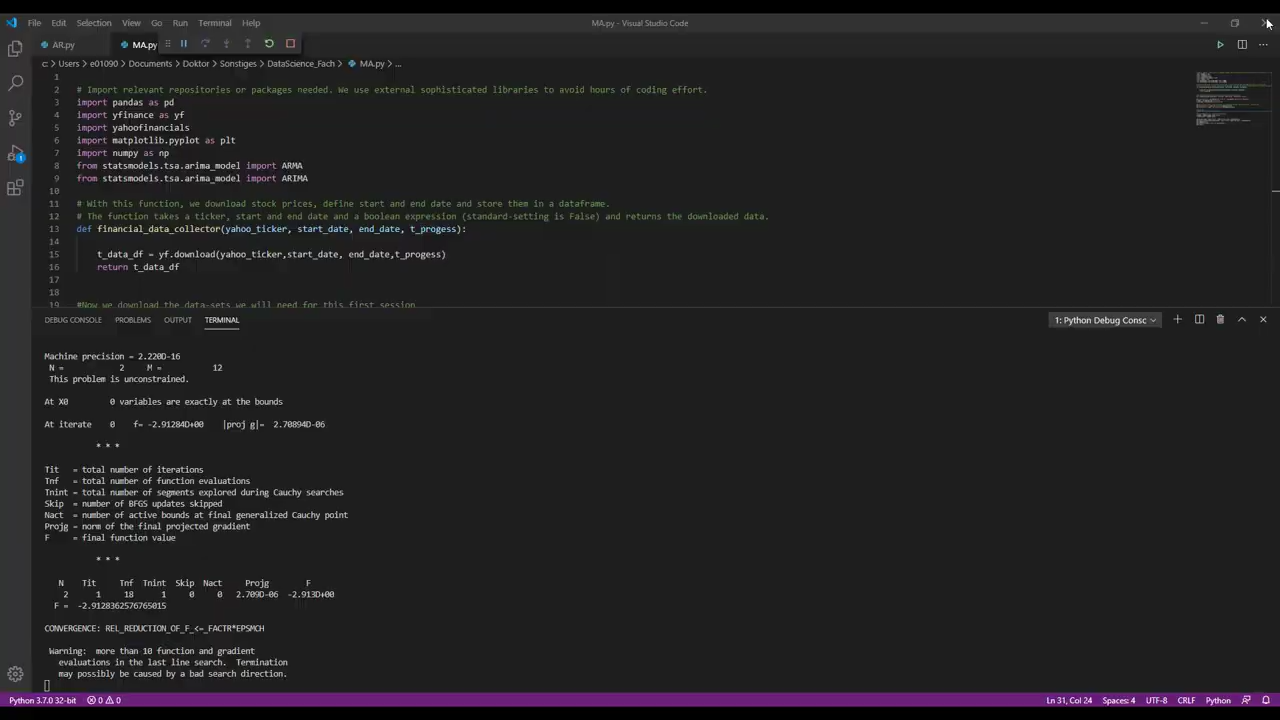 File Edit Selection View Go Run Terminal Help MA.py - Visual Studio Code
AR.py MA.py
c: > Users > e01090 > Documents > Doktor > Sonstiges > DataScience_Fach > MA.py > ...
1
2 # Import relevant repositories or packages needed. We use external sophisticated libraries to avoid hours of coding effort.
3 import pandas as pd
4 import yfinance as yf
5 import yahoofinancials
6 import matplotlib.pyplot as plt
7 import numpy as np
8 from statsmodels.tsa.arima_model import ARMA
9 from statsmodels.tsa.arima_model import ARIMA
10
11 # With this function, we download stock prices, define start and end date and store them in a dataframe.
12 # The function takes a ticker, start and end date and a boolean expression (standard-setting is False) and returns the downloaded data.
13 def financial_data_collector(yahoo_ticker, start_date, end_date, t_progess):
14
15 t_data_df = yf.download(yahoo_ticker,start_date, end_date,t_progess)
16 return t_data_df
17
18
19 #Now we download the data-sets we will need for this first session
DEBUG CONSOLE PROBLEMS OUTPUT TERMINAL 1: Python Debug Consc
Machine precision = 2.220D-16
N = 2 M = 12
This problem is unconstrained.
At X0 0 variables are exactly at the bounds
At iterate 0 f= -2.91284D+00 |proj g|= 2.70894D-06
* * *
Tit = total number of iterations
Tnf = total number of function evaluations
Tnint = total number of segments explored during Cauchy searches
Skip = number of BFGS updates skipped
Nact = number of active bounds at final generalized Cauchy point
Projg = norm of the final projected gradient
F = final function value
* * *
N Tit Tnf Tnint Skip Nact Projg F
2 1 18 1 0 0 2.709D-06 -2.913D+00
F = -2.9128362576765015
CONVERGENCE: REL_REDUCTION_OF_F_<=_FACTR*EPSMCH
Warning: more than 10 function and gradient
evaluations in the last line search. Termination
may possibly be caused by a bad search direction.
Python 3.7.0 32-bit 0 0 Ln 31, Col 24 Spaces: 4 UTF-8 CRLF Python